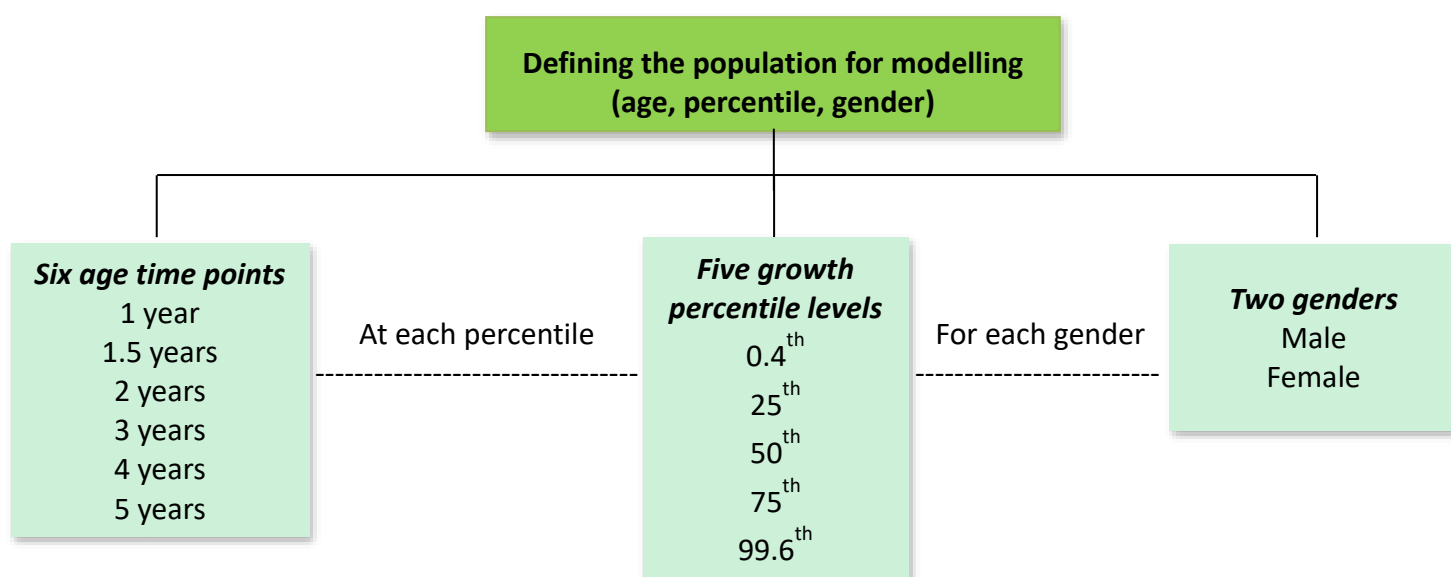 Defining the population for modelling
(age, percentile, gender)
Six age time points
1 year
1.5 years
2 years
3 years
4 years
5 years
At each percentile
Five growth
percentile levels
0.4th
25th
50th
75th
99.6th
For each gender
Two genders
Male
Female